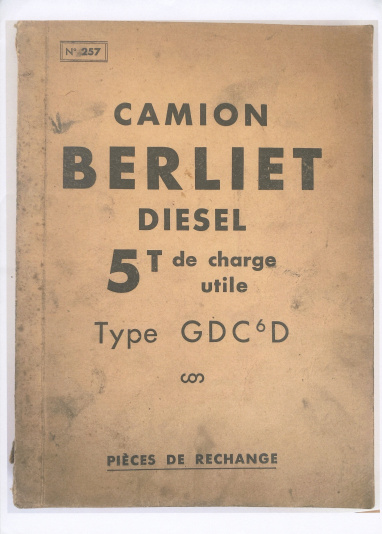 N° 257
CAMION
BERLIET
DIESEL
5T de charge
utile
Type GDC⁶D
PIÈCES DE RECHANGE